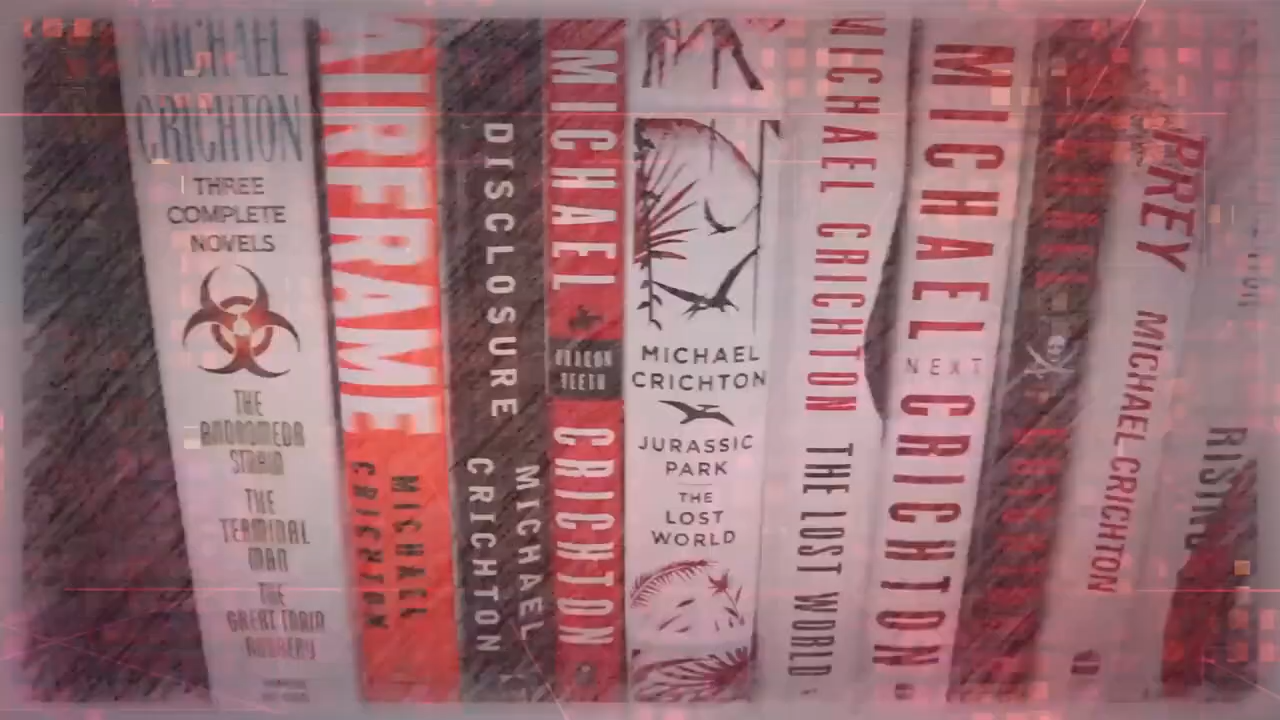 MICHAEL
CRICHTON
THREE
COMPLETE
NOVELS
THE
ANDROMEDA
STRAIN
THE
TERMINAL
MAN
THE
GREAT TRAIN
ROBBERY
AIRFRAME
MICHAEL
CRICHTON
DISCLOSURE
MICHAEL
CRICHTON
MICHAEL
DRAGON
TEETH
CRICHTON
MICHAEL
CRICHTON
JURASSIC
PARK
THE
LOST
WORLD
MICHAEL CRICHTON THE LOST WORLD
MICHAEL
NEXT
CRICHTON
MICHAEL
CRICHTON
PREY
MICHAEL CRICHTON
RISING